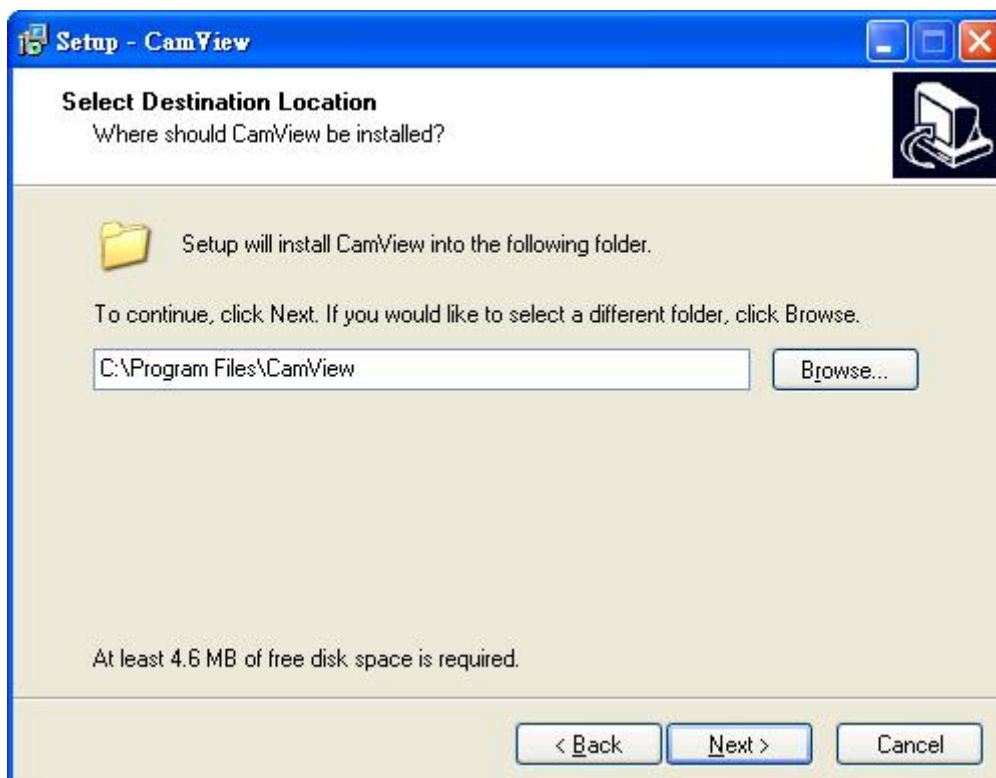 Setup - CamView
Select Destination Location
Where should CamView be installed?
Setup will install CamView into the following folder.
To continue, click Next. If you would like to select a different folder, click Browse.
C:\Program Files\CamView
Browse...
At least 4.6 MB of free disk space is required.
< Back
Next >
Cancel